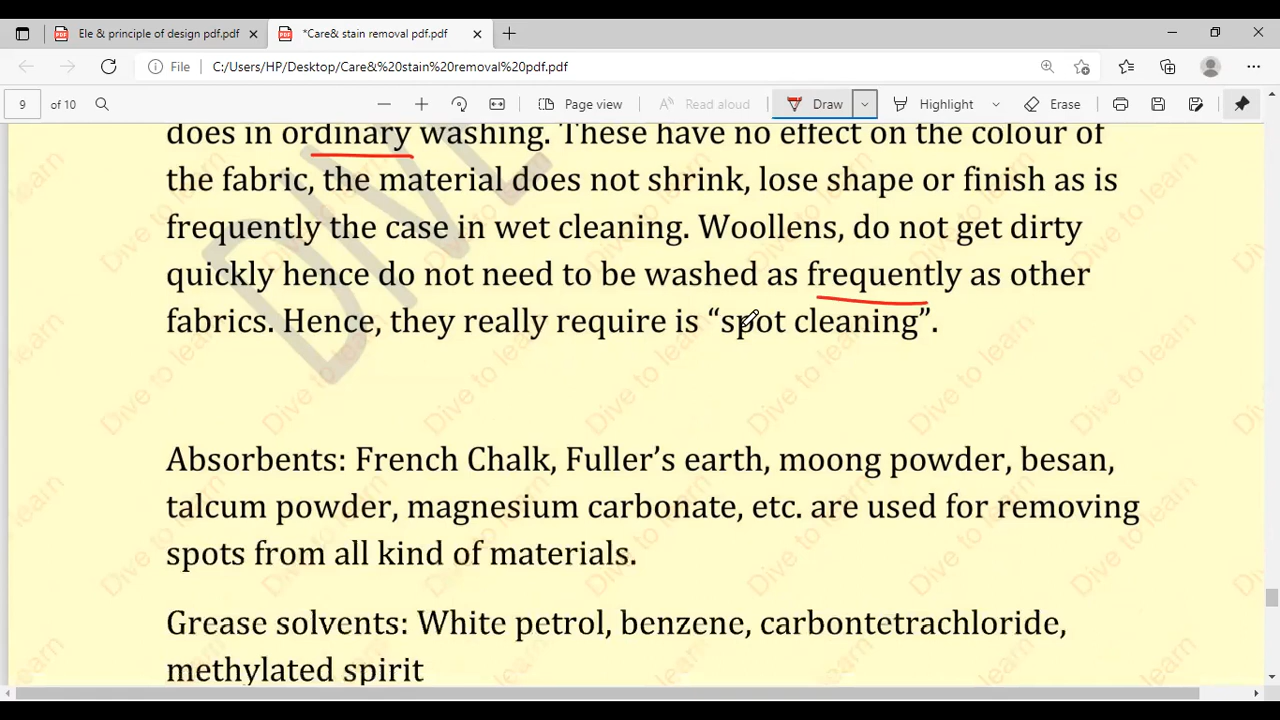 Ele & principle of design pdf.pdf
*Care& stain removal pdf.pdf
File
C:/Users/HP/Desktop/Care&%20stain%20removal%20pdf.pdf
9 of 10
Page view
Read aloud
Draw
Highlight
Erase
does in ordinary washing. These have no effect on the colour of
the fabric, the material does not shrink, lose shape or finish as is
frequently the case in wet cleaning. Woollens, do not get dirty
quickly hence do not need to be washed as frequently as other
fabrics. Hence, they really require is “spot cleaning”.
Absorbents: French Chalk, Fuller’s earth, moong powder, besan,
talcum powder, magnesium carbonate, etc. are used for removing
spots from all kind of materials.
Grease solvents: White petrol, benzene, carbontetrachloride,
methylated spirit
Dive to learn